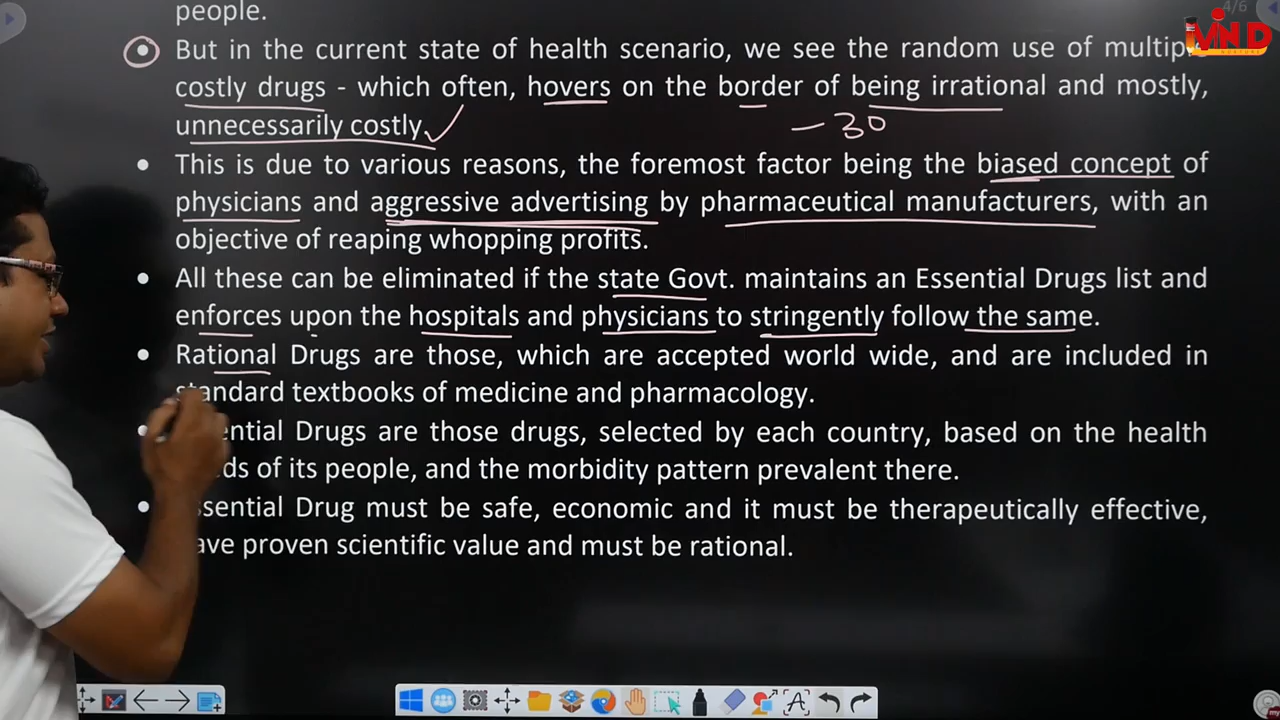 people.
4/6
MIND
But in the current state of health scenario, we see the random use of multiple
costly drugs - which often, hovers on the border of being irrational and mostly,
unnecessarily costly
- 30
This is due to various reasons, the foremost factor being the biased concept of
physicians and aggressive advertising by pharmaceutical manufacturers, with an
objective of reaping whopping profits.
All these can be eliminated if the state Govt. maintains an Essential Drugs list and
enforces upon the hospitals and physicians to stringently follow the same.
Rational Drugs are those, which are accepted world wide, and are included in
standard textbooks of medicine and pharmacology.
ential Drugs are those drugs, selected by each country, based on the health
ds of its people, and the morbidity pattern prevalent there.
ssential Drug must be safe, economic and it must be therapeutically effective,
ave proven scientific value and must be rational.